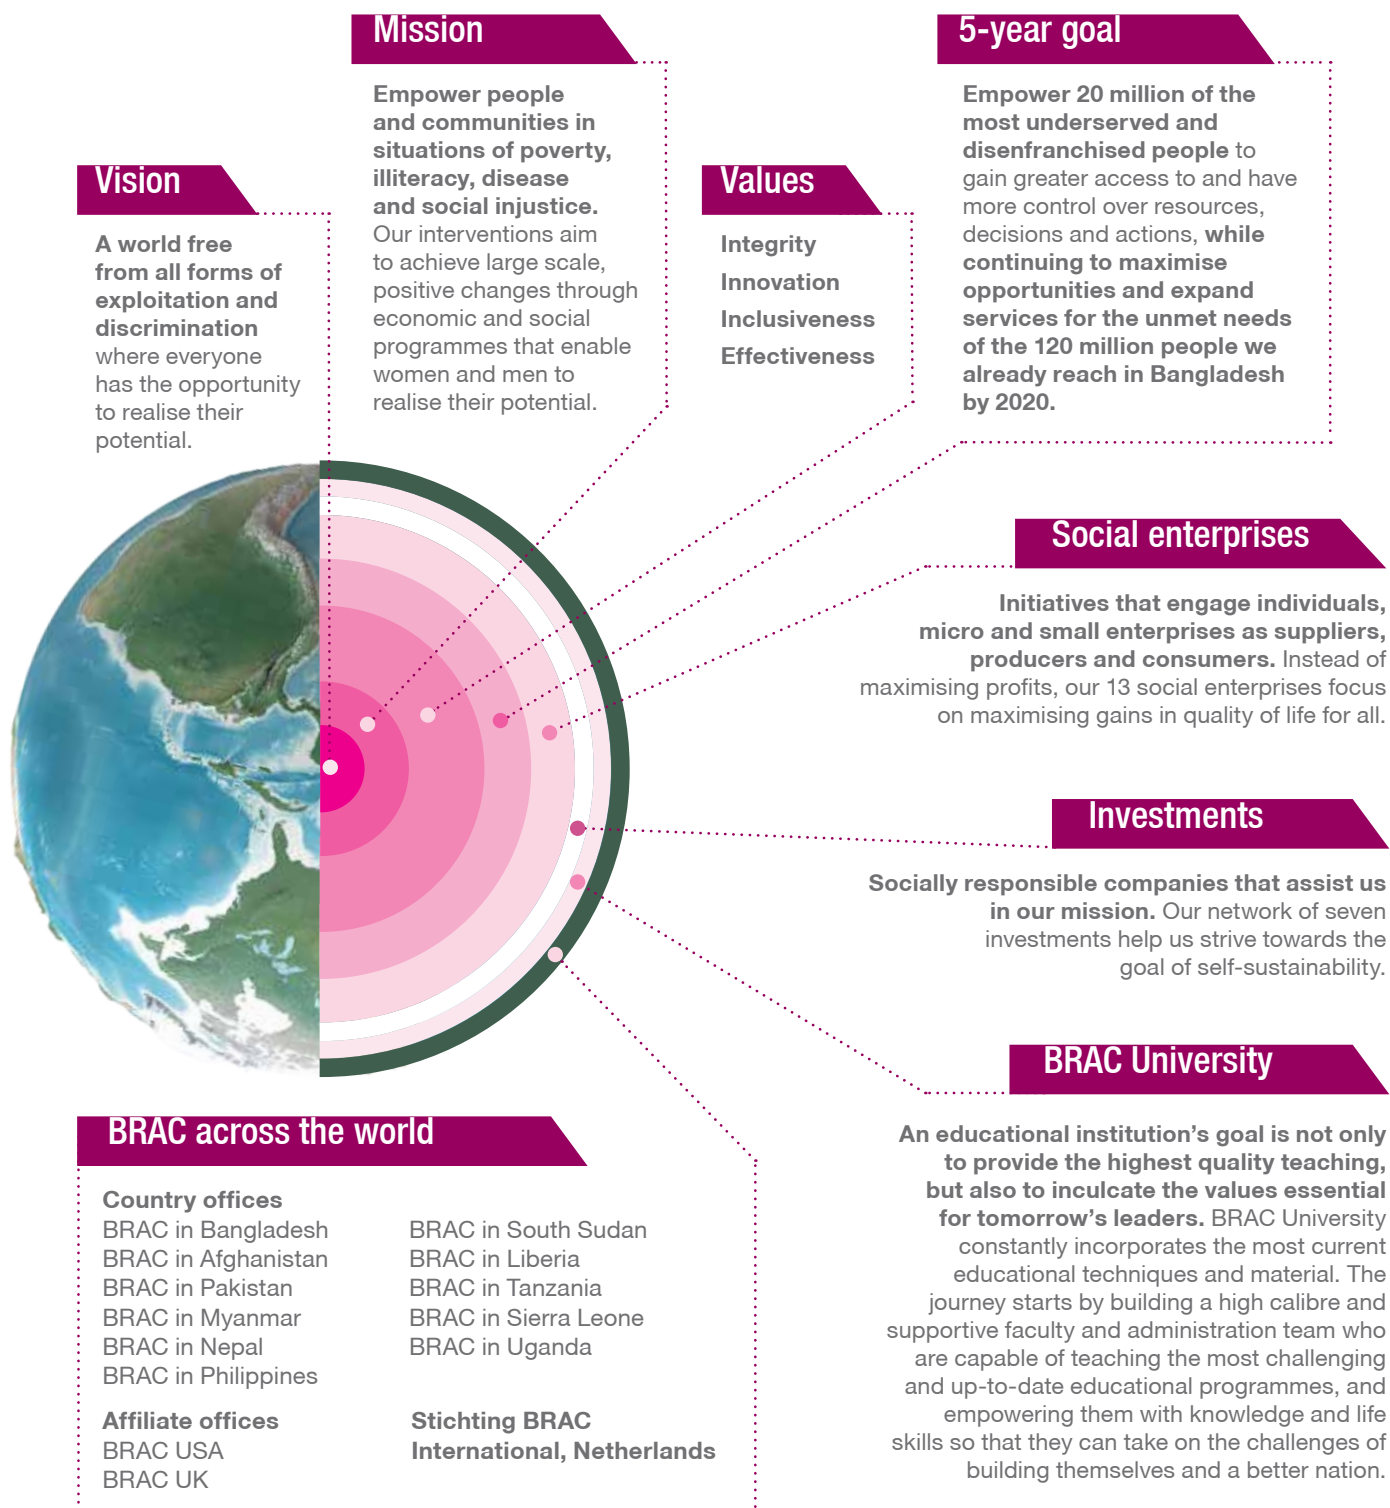 Mission
Empower people
and communities in
situations of poverty,
illiteracy, disease
and social injustice.
Our interventions aim
to achieve large scale,
positive changes through
economic and social
programmes that enable
women and men to
realise their potential.
5-year goal
Empower 20 million of the
most underserved and
disenfranchised people to
gain greater access to and have
more control over resources,
decisions and actions, while
continuing to maximise
opportunities and expand
services for the unmet needs
of the 120 million people we
already reach in Bangladesh
by 2020.
Vision
A world free
from all forms of
exploitation and
discrimination
where everyone
has the opportunity
to realise their
potential.
Values
Integrity
Innovation
Inclusiveness
Effectiveness
Social enterprises
Initiatives that engage individuals,
micro and small enterprises as suppliers,
producers and consumers. Instead of
maximising profits, our 13 social enterprises focus
on maximising gains in quality of life for all.
Investments
Socially responsible companies that assist us
in our mission. Our network of seven
investments help us strive towards the
goal of self-sustainability.
BRAC University
An educational institution’s goal is not only
to provide the highest quality teaching,
but also to inculcate the values essential
for tomorrow’s leaders. BRAC University
constantly incorporates the most current
educational techniques and material. The
journey starts by building a high calibre and
supportive faculty and administration team who
are capable of teaching the most challenging
and up-to-date educational programmes, and
empowering them with knowledge and life
skills so that they can take on the challenges of
building themselves and a better nation.
BRAC across the world
Country offices
BRAC in Bangladesh
BRAC in Afghanistan
BRAC in Pakistan
BRAC in Myanmar
BRAC in Nepal
BRAC in Philippines
BRAC in South Sudan
BRAC in Liberia
BRAC in Tanzania
BRAC in Sierra Leone
BRAC in Uganda
Affiliate offices
BRAC USA
BRAC UK
Stichting BRAC
International, Netherlands